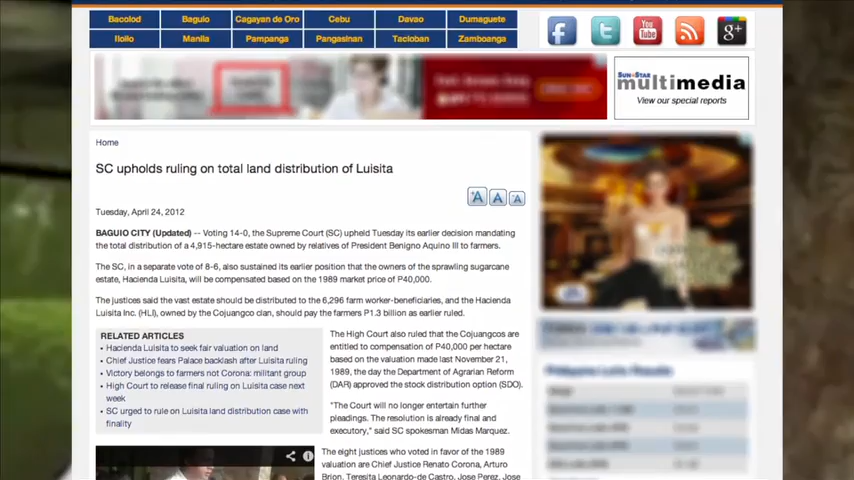 Bacolod Baguio Cagayan de Oro Cebu Davao Dumaguete
Iloilo Manila Pampanga Pangasinan Tacloban Zamboanga
You
Tube
g+
SUN STAR
multimedia
View our special reports
Home
SC upholds ruling on total land distribution of Luisita
A A A
Tuesday, April 24, 2012
BAGUIO CITY (Updated) -- Voting 14-0, the Supreme Court (SC) upheld Tuesday its earlier decision mandating
the total distribution of a 4,915-hectare estate owned by relatives of President Benigno Aquino III to farmers.
The SC, in a separate vote of 8-6, also sustained its earlier position that the owners of the sprawling sugarcane
estate, Hacienda Luisita, will be compensated based on the 1989 market price of P40,000.
The justices said the vast estate should be distributed to the 6,296 farm worker-beneficiaries, and the Hacienda
Luisita Inc. (HLI), owned by the Cojuangco clan, should pay the farmers P1.3 billion as earlier ruled.
RELATED ARTICLES
Hacienda Luisita to seek fair valuation on land
Chief Justice fears Palace backlash after Luisita ruling
Victory belongs to farmers not Corona: militant group
High Court to release final ruling on Luisita case next
week
SC urged to rule on Luisita land distribution case with
finality
The High Court also ruled that the Cojuangcos are
entitled to compensation of P40,000 per hectare
based on the valuation made last November 21,
1989, the day the Department of Agrarian Reform
(DAR) approved the stock distribution option (SDO).
"The Court will no longer entertain further
pleadings. The resolution is already final and
executory," said SC spokesman Midas Marquez.
The eight justices who voted in favor of the 1989
valuation are Chief Justice Renato Corona, Arturo
Brion, Teresita Leonardo-de Castro, Jose Perez, Jose